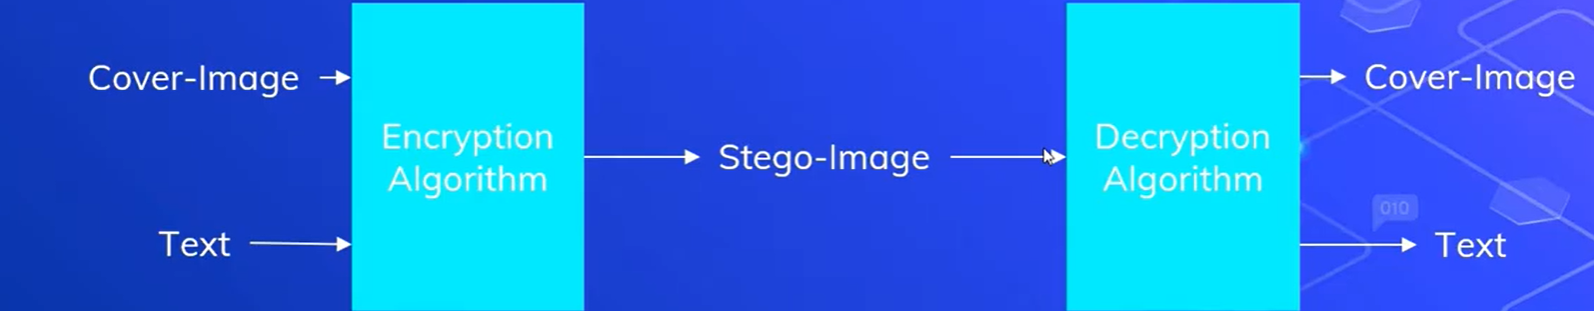 Cover-Image
Encryption
Algorithm
Text
Stego-Image
Decryption
Algorithm
Cover-Image
Text
010